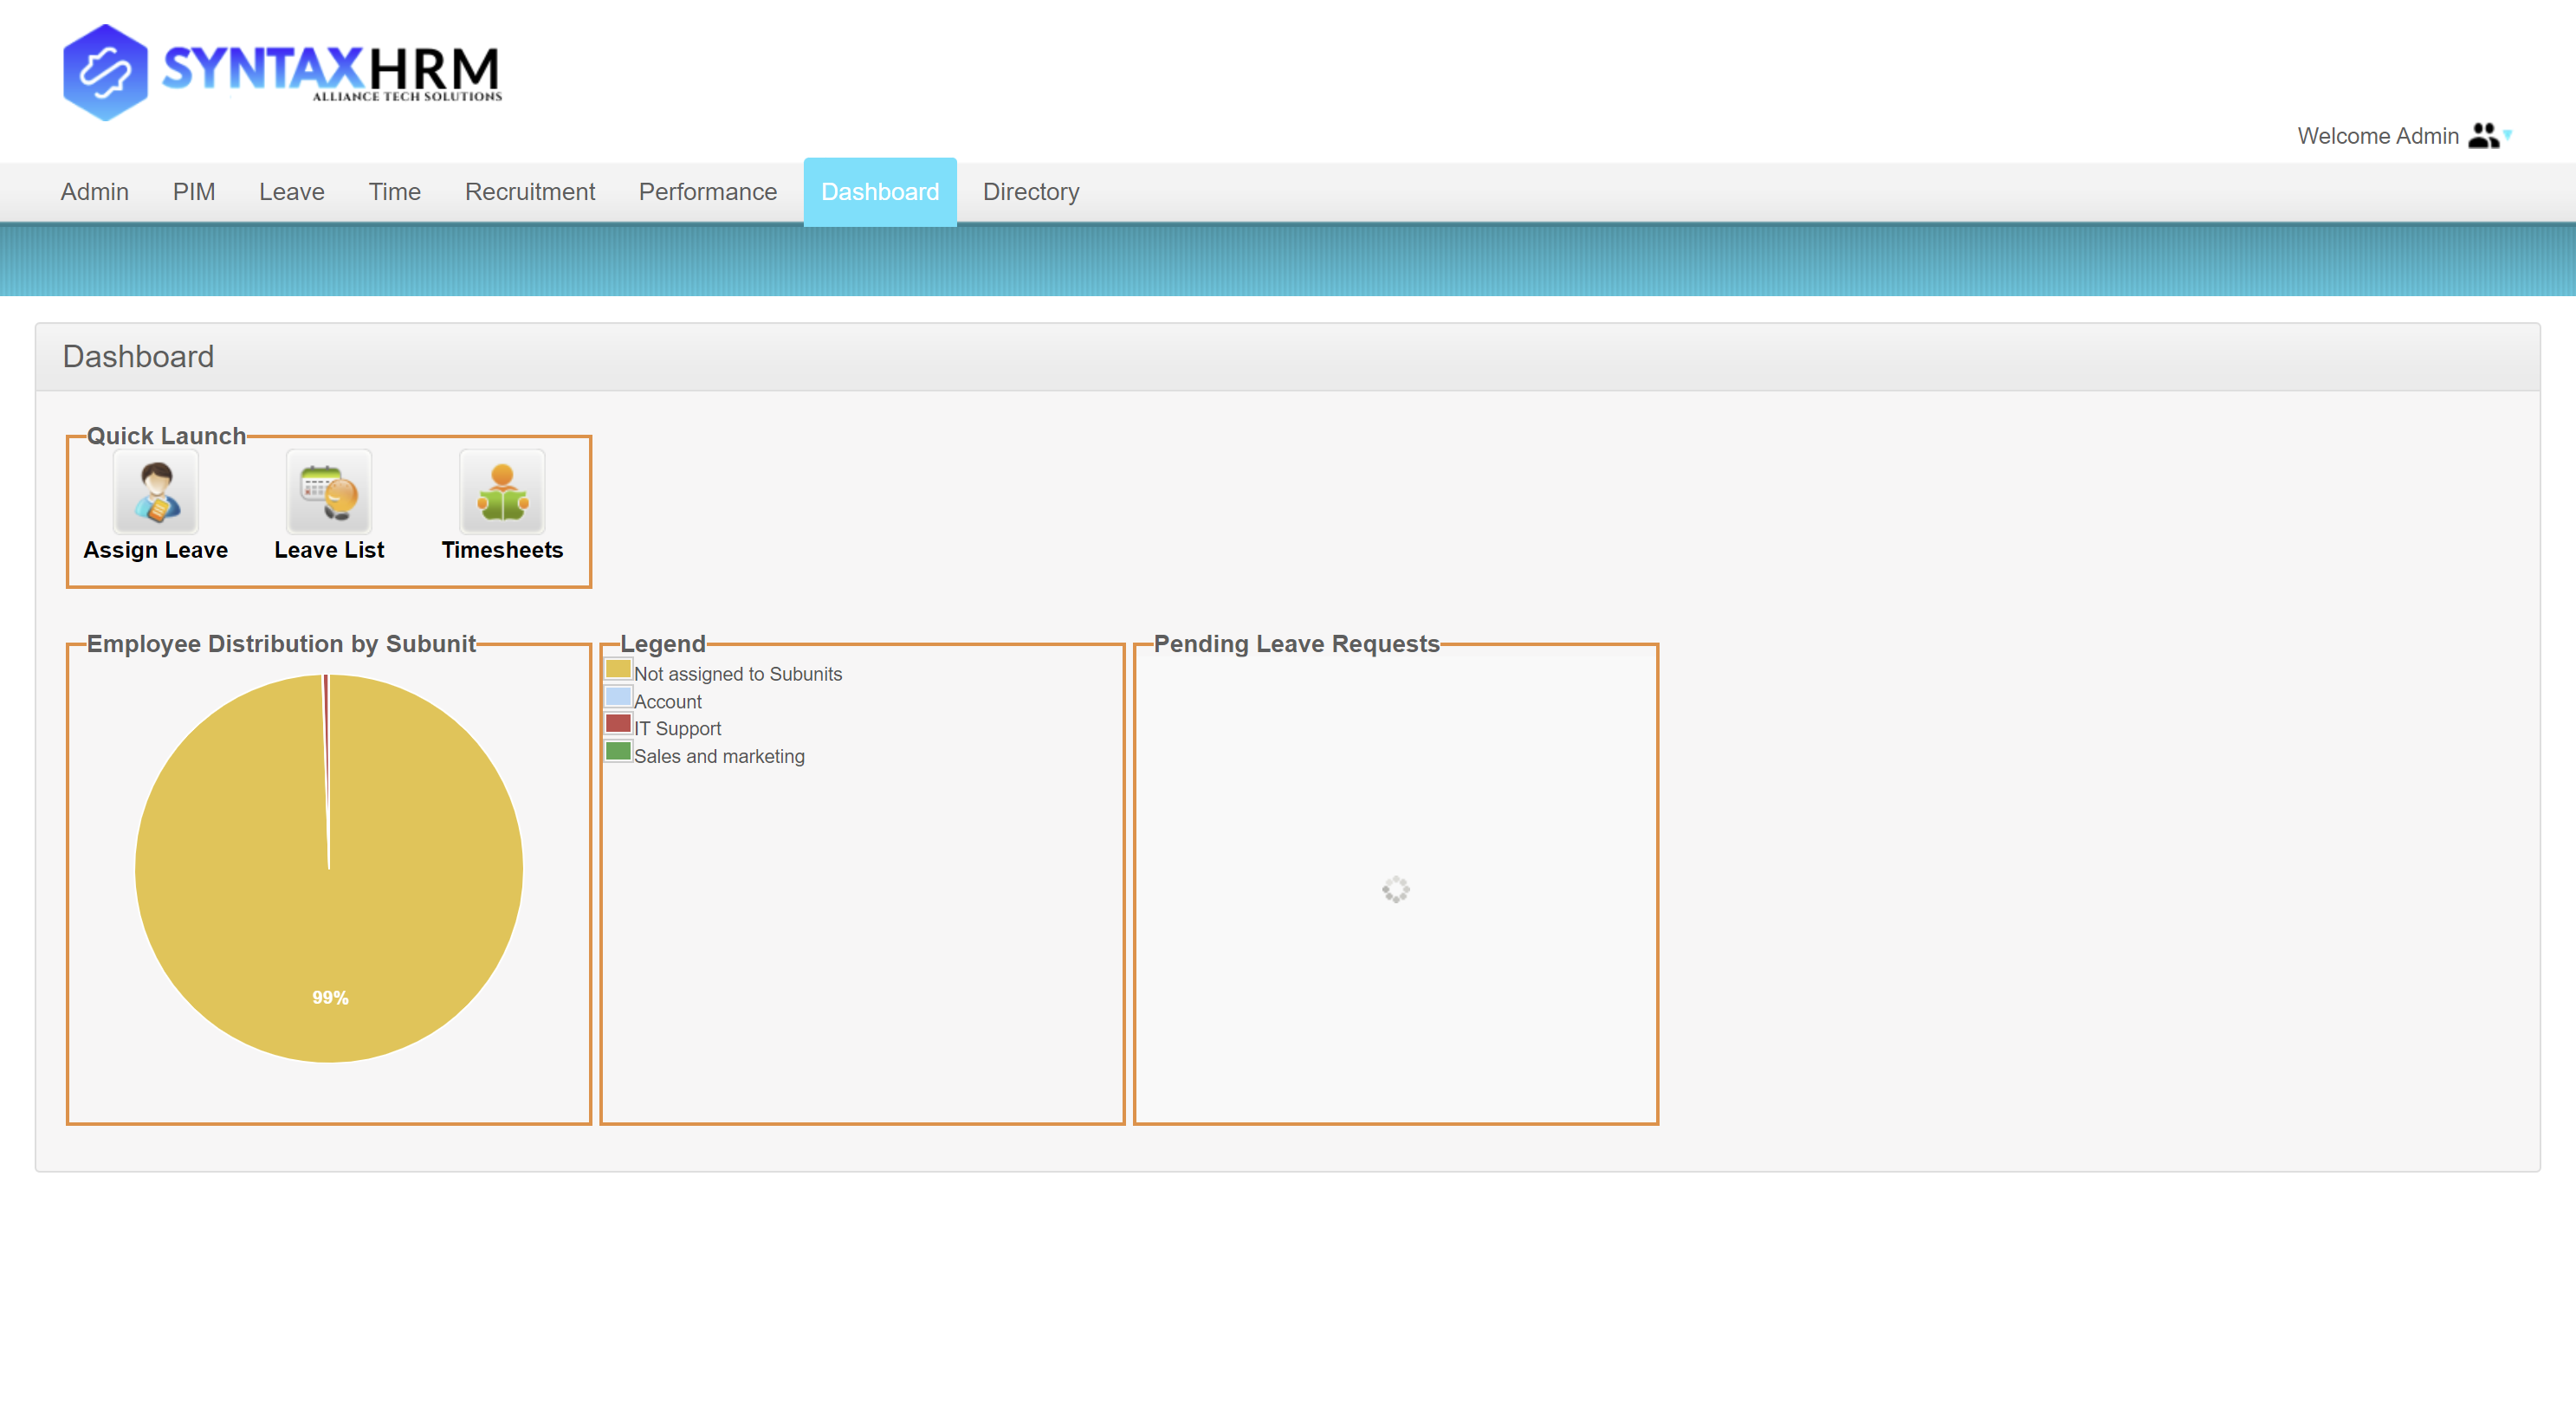 SYNTAXHRM
ALLIANCE TECH SOLUTIONS
Welcome Admin
Admin PIM Leave Time Recruitment Performance Dashboard Directory
Dashboard
Quick Launch
Assign Leave Leave List Timesheets
Employee Distribution by Subunit
99%
Legend
Not assigned to Subunits
Account
IT Support
Sales and marketing
Pending Leave Requests